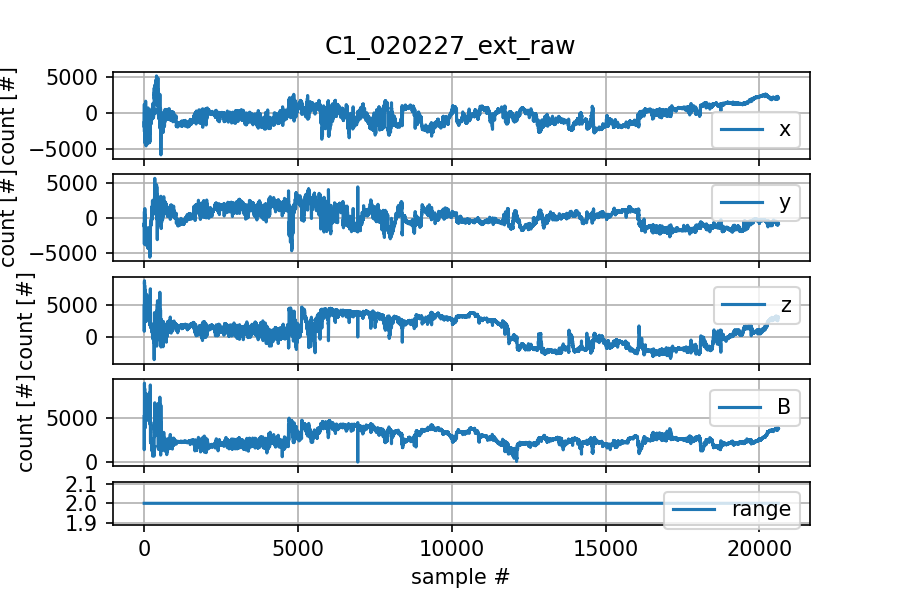 C1_020227_ext_raw
count [#]
5000
0
−5000
x
count [#]
5000
0
−5000
y
count [#]
5000
0
z
count [#]
5000
0
B
2.1
2.0
1.9
range
0 5000 10000 15000 20000
sample #